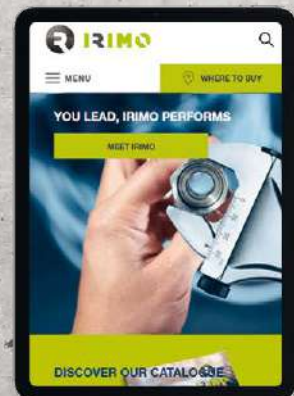 IRIMO
MENU
WHERE TO BUY
YOU LEAD, IRIMO PERFORMS
MEET IRIMO
DISCOVER OUR CATALOGUE